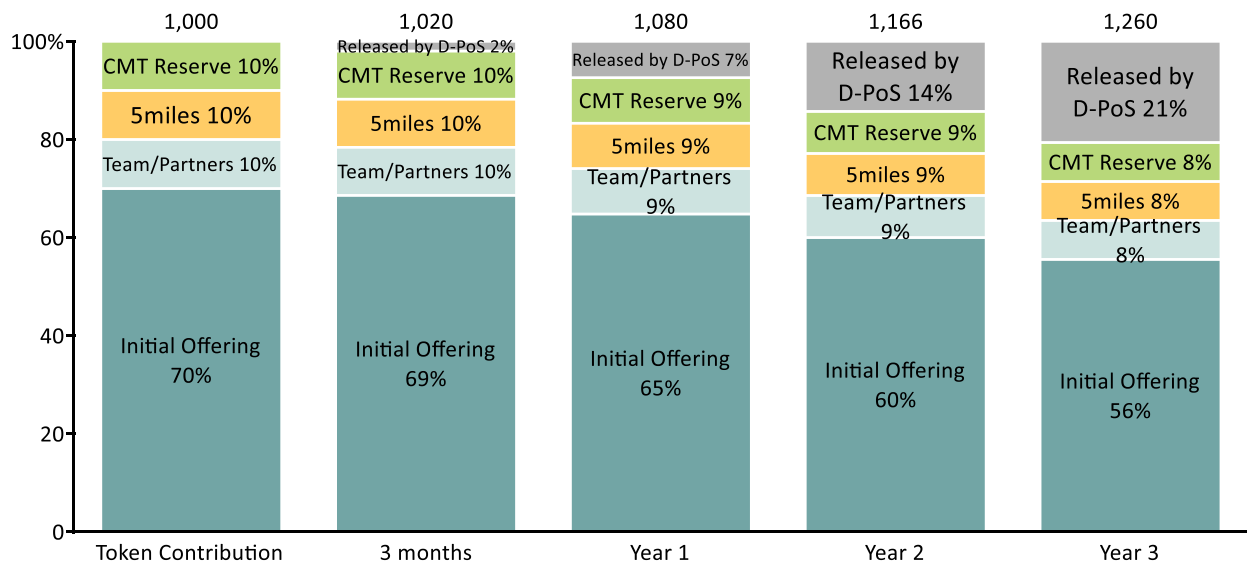 1,000
1,020
1,080
1,166
1,260
100%
80
60
40
20
0
CMT Reserve 10%
5miles 10%
Team/Partners 10%
Initial Offering
70%
Released by D-PoS 2%
CMT Reserve 10%
5miles 10%
Team/Partners 10%
Initial Offering
69%
Released by D-PoS 7%
CMT Reserve 9%
5miles 9%
Team/Partners
9%
Initial Offering
65%
Released by
D-PoS 14%
CMT Reserve 9%
5miles 9%
Team/Partners
9%
Initial Offering
60%
Released by
D-PoS 21%
CMT Reserve 8%
5miles 8%
Team/Partners
8%
Initial Offering
56%
Token Contribution
3 months
Year 1
Year 2
Year 3